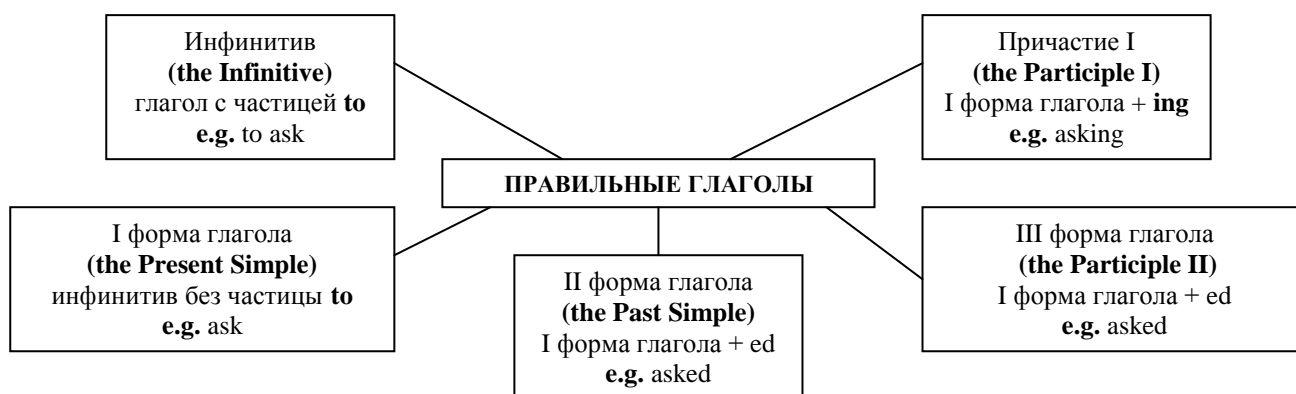 Инфинитив
(the Infinitive)
глагол с частицей to
e.g. to ask
Причастие I
(the Participle I)
I форма глагола + ing
e.g. asking
ПРАВИЛЬНЫЕ ГЛАГОЛЫ
I форма глагола
(the Present Simple)
инфинитив без частицы to
e.g. ask
II форма глагола
(the Past Simple)
I форма глагола + ed
e.g. asked
III форма глагола
(the Participle II)
I форма глагола + ed
e.g. asked